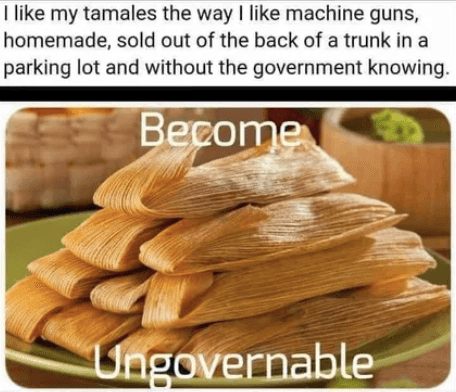 I like my tamales the way I like machine guns,
homemade, sold out of the back of a trunk in a
parking lot and without the government knowing.
Become
Ungovernable